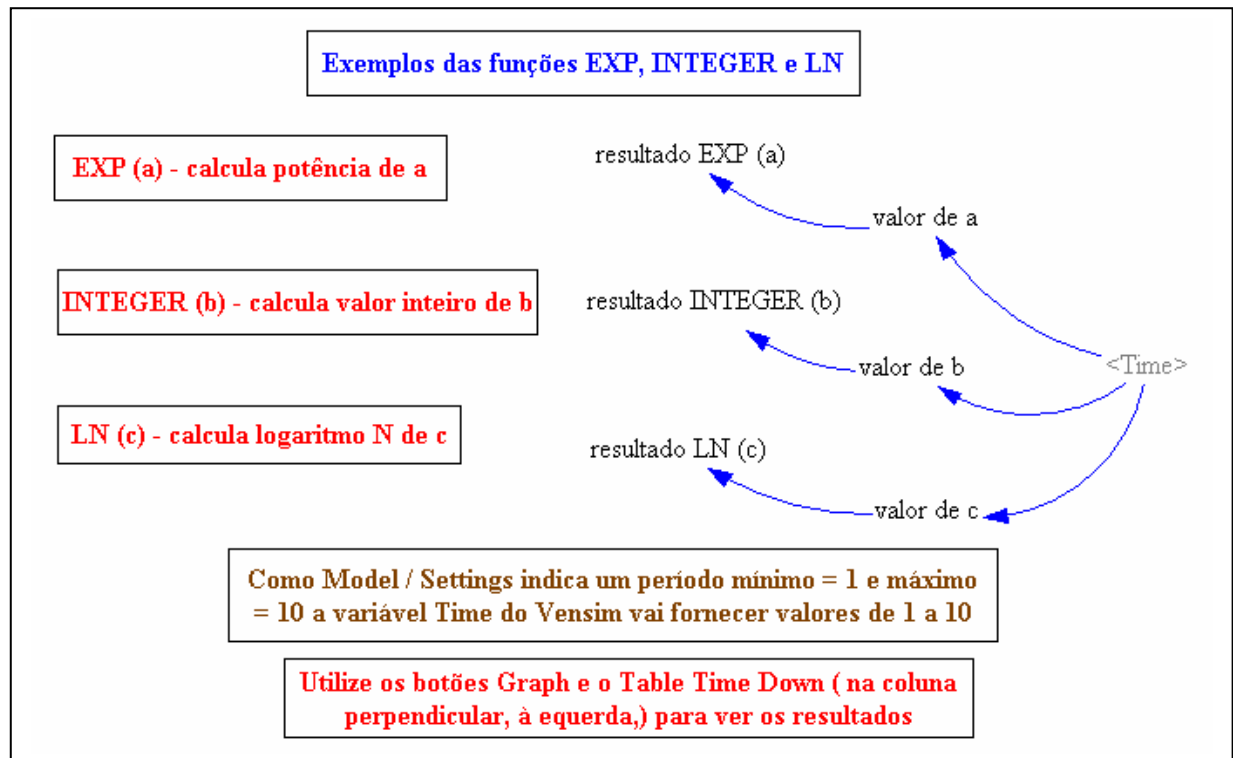 Exemplos das funções EXP, INTEGER e LN
EXP (a) - calcula potência de a
resultado EXP (a)
valor de a
INTEGER (b) - calcula valor inteiro de b
resultado INTEGER (b)
valor de b
<Time>
LN (c) - calcula logaritmo N de c
resultado LN (c)
valor de c
Como Model / Settings indica um período mínimo = 1 e máximo
= 10 a variável Time do Vensim vai fornecer valores de 1 a 10
Utilize os botões Graph e o Table Time Down ( na coluna
perpendicular, à equerda,) para ver os resultados